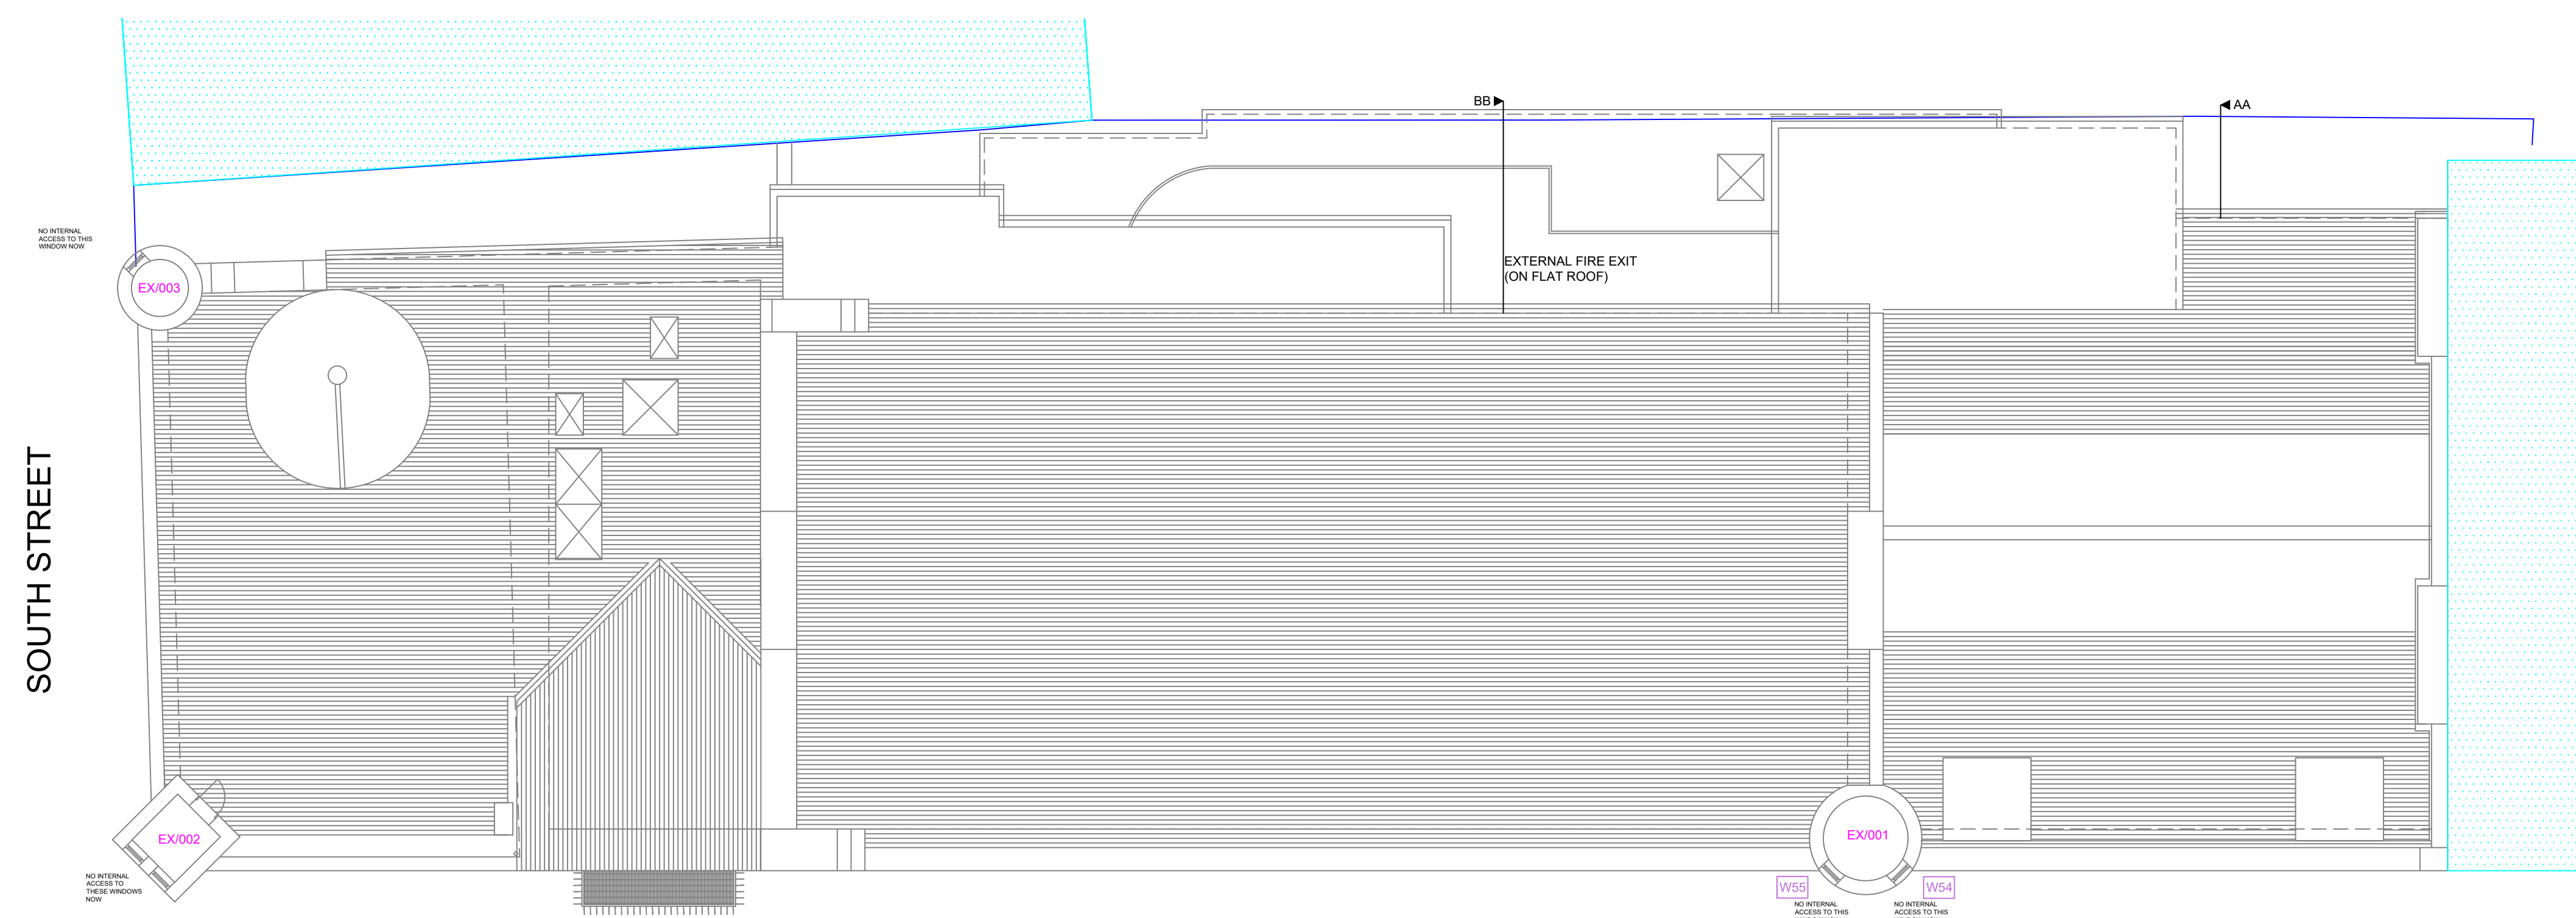 BB
AA
NO INTERNAL
ACCESS TO THIS
WINDOW NOW
EXTERNAL FIRE EXIT
(ON FLAT ROOF)
EX/003
SOUTH STREET
EX/002
EX/001
NO INTERNAL
ACCESS TO
THESE WINDOWS
NOW
W55
W54
NO INTERNAL
ACCESS TO THIS
NO INTERNAL
ACCESS TO THIS